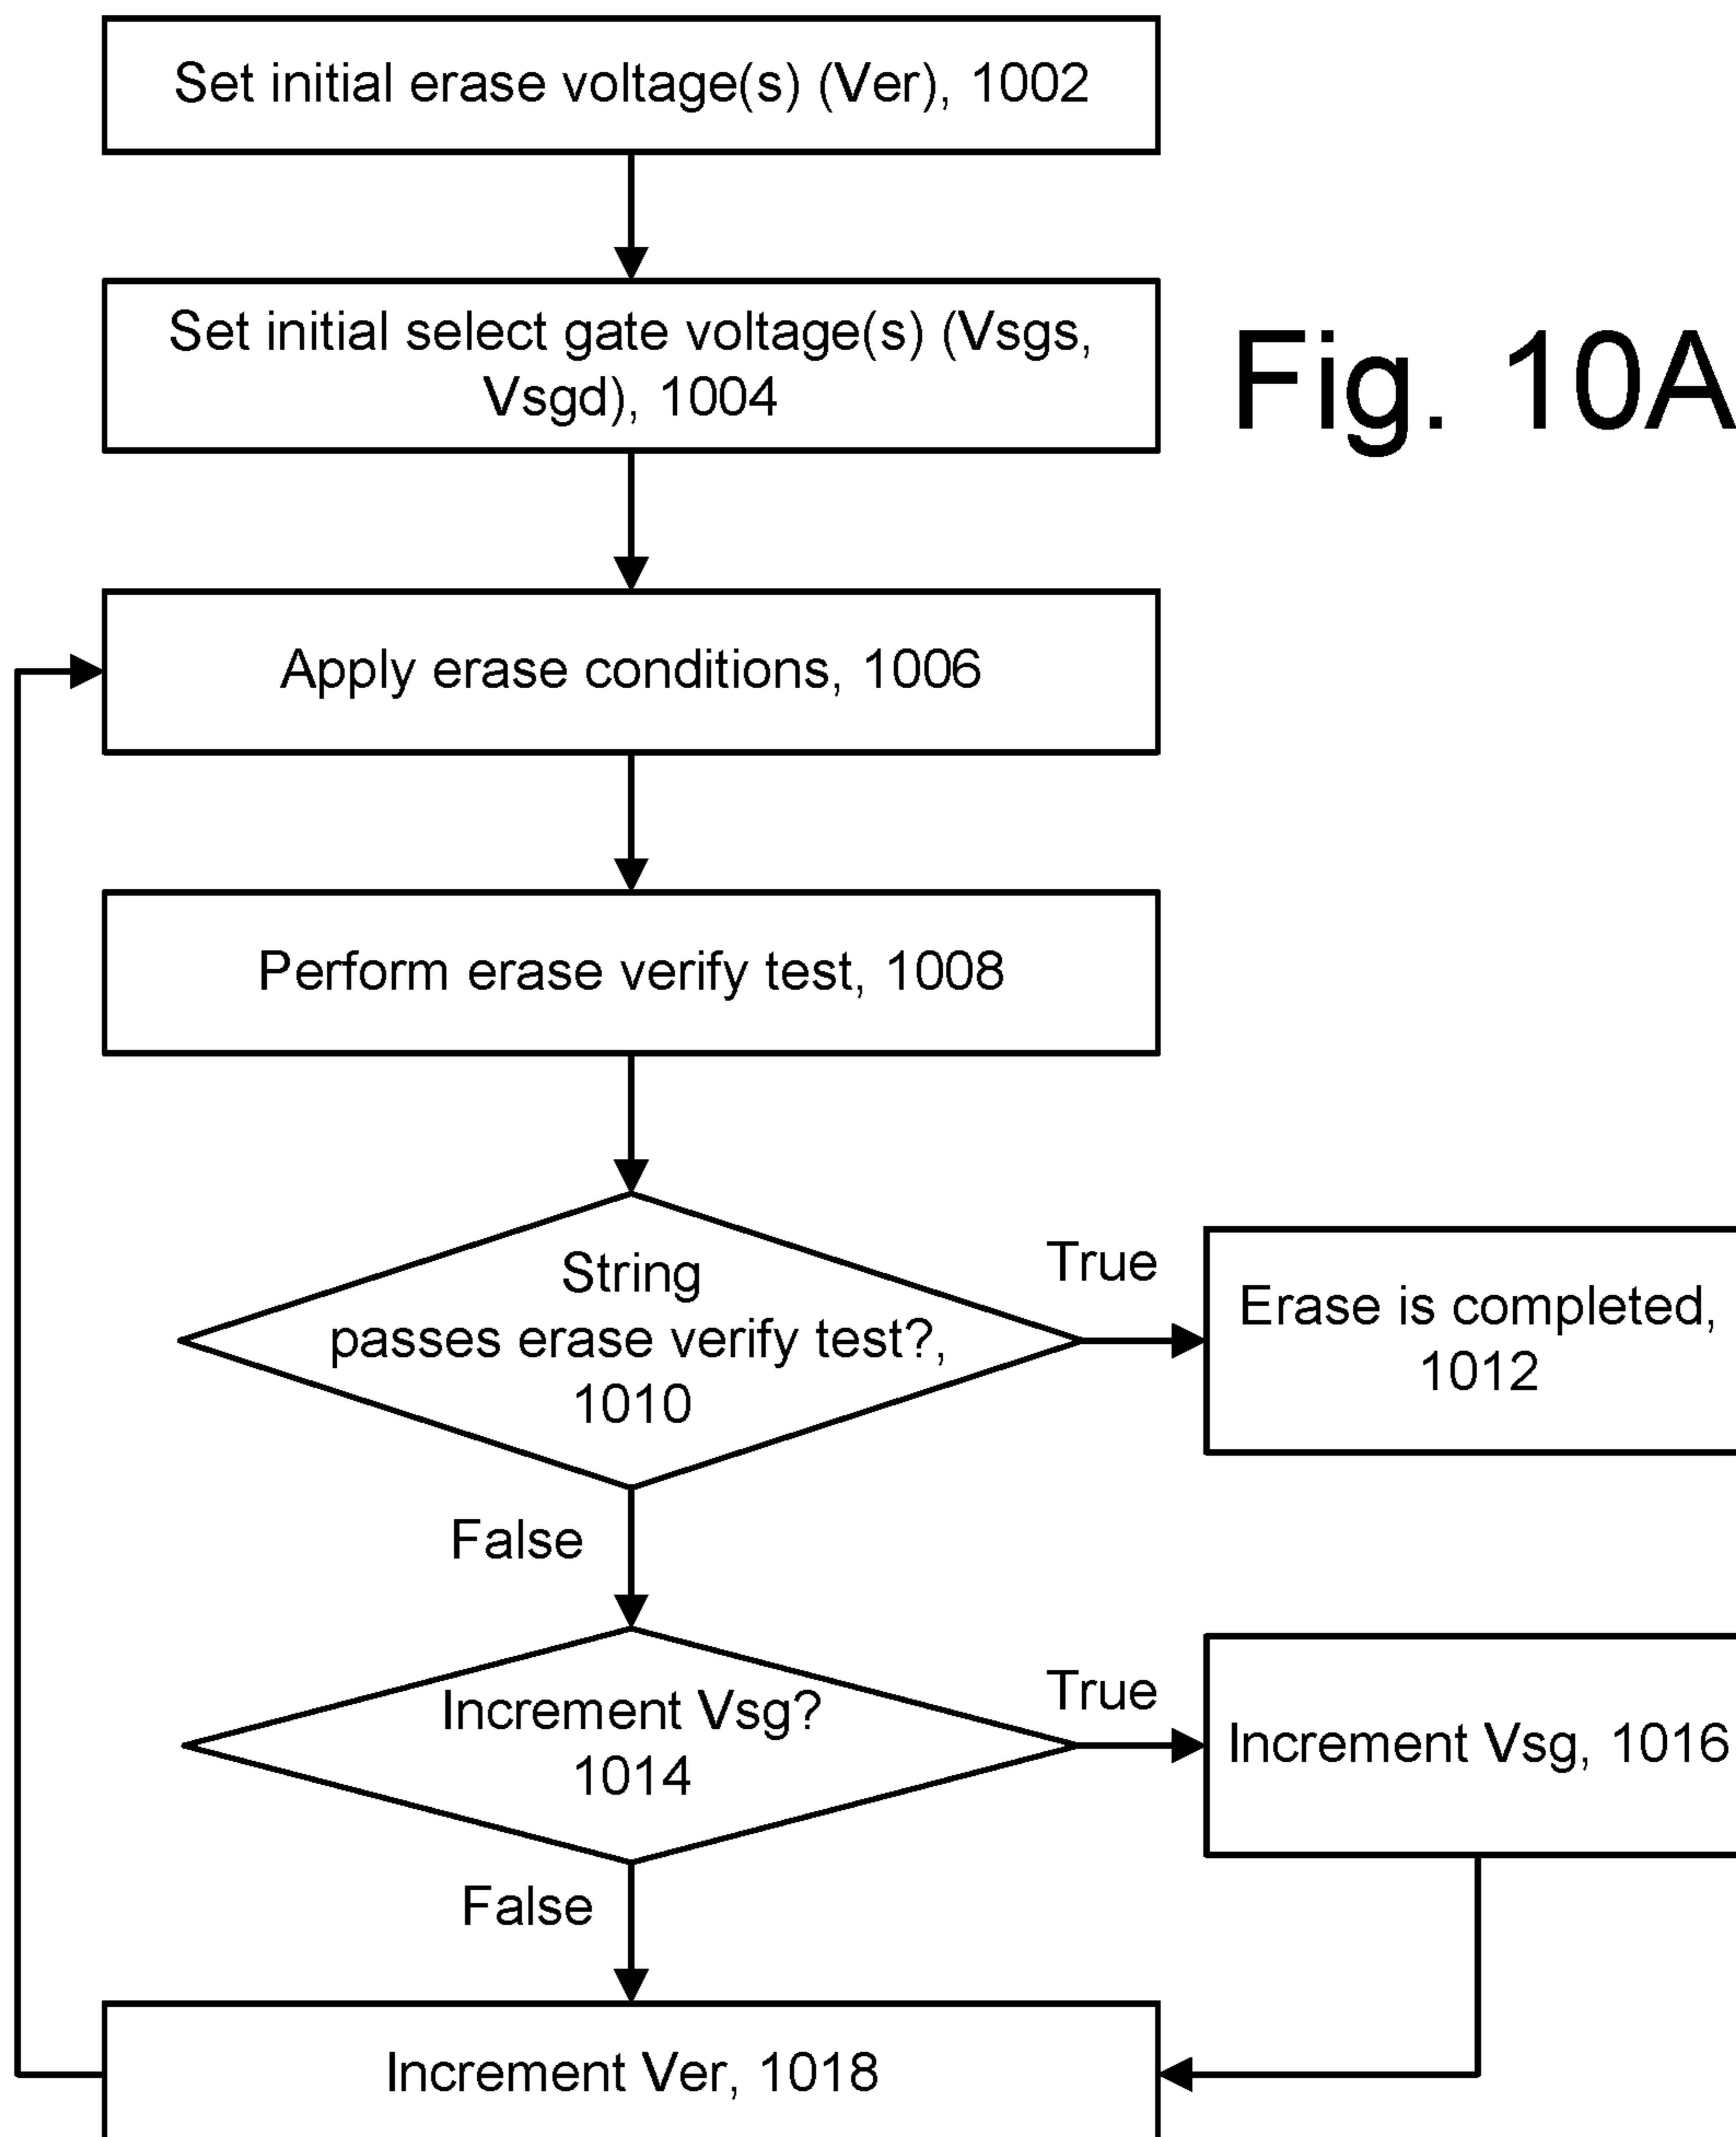 Set initial erase voltage(s) (Ver), 1002
Set initial select gate voltage(s) (Vsgs,
Vsgd), 1004
Fig. 10A
Apply erase conditions, 1006
Perform erase verify test, 1008
String
passes erase verify test?,
1010
True
Erase is completed,
1012
False
Increment Vsg?
1014
True
Increment Vsg, 1016
False
Increment Ver, 1018